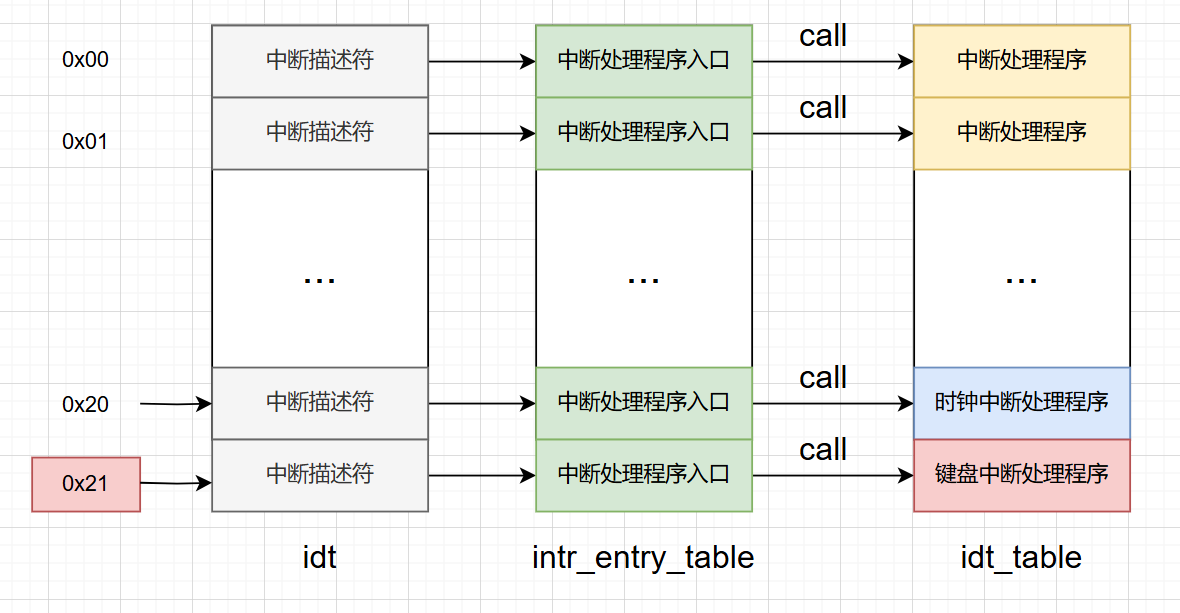 0x00
中断描述符
中断处理程序入口
call
中断处理程序
0x01
中断描述符
中断处理程序入口
call
中断处理程序
...
...
...
0x20
中断描述符
中断处理程序入口
call
时钟中断处理程序
0x21
中断描述符
中断处理程序入口
call
键盘中断处理程序
idt
intr_entry_table
idt_table